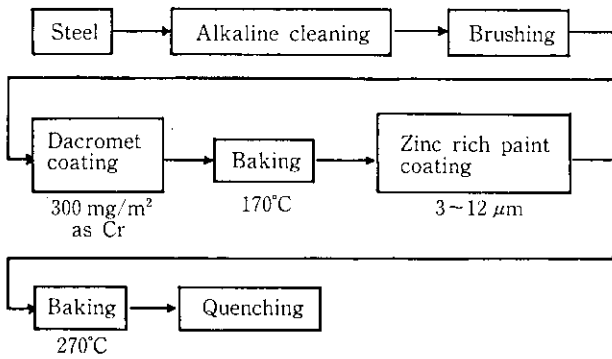 Steel
Alkaline cleaning
Brushing
Dacromet
coating
Baking
Zinc rich paint
coating
300 mg/m²
as Cr
170°C
3~12 μm
Baking
Quenching
270°C